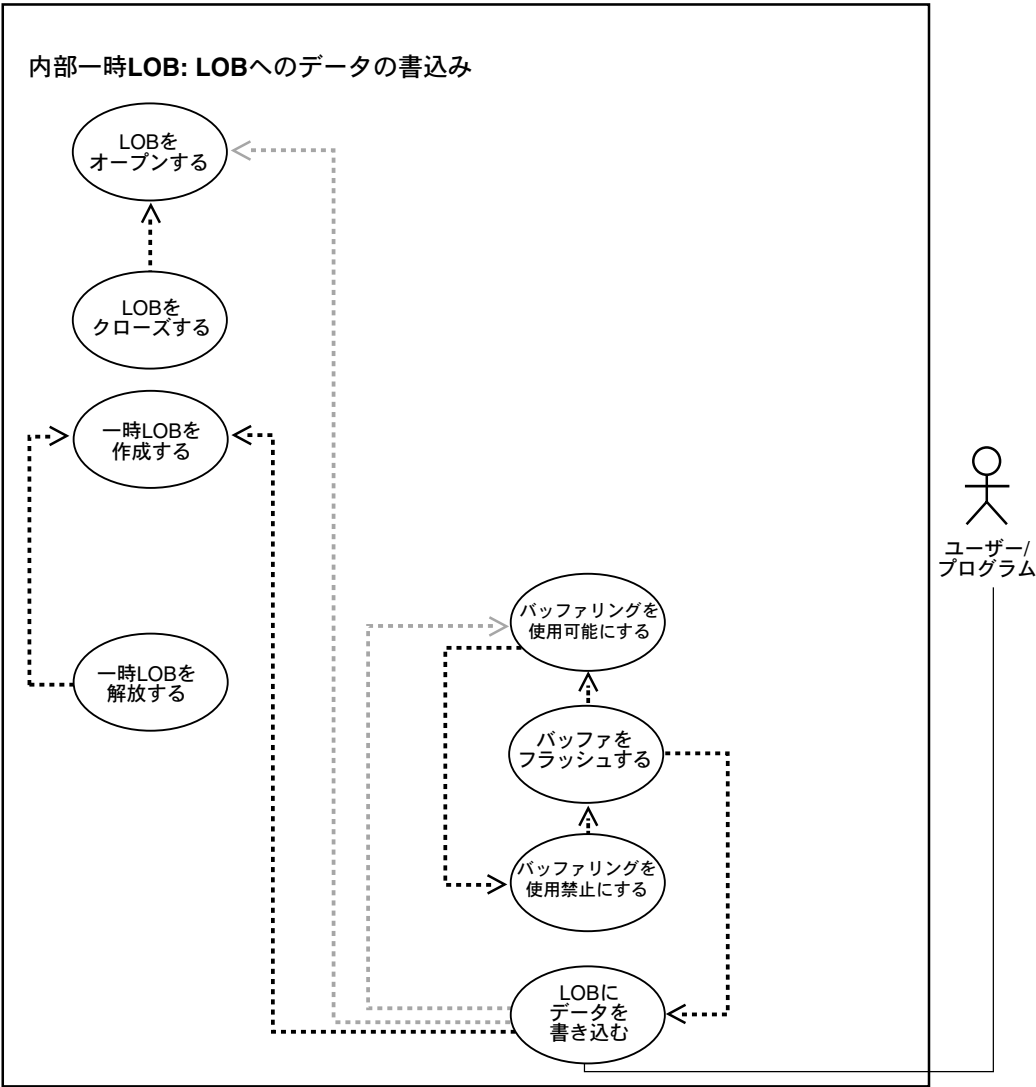 内部一時LOB: LOBへのデータの書込み
LOBを
オープンする
LOBを
クローズする
一時LOBを
作成する
ユーザー/
プログラム
バッファリングを
使用可能にする
一時LOBを
解放する
バッファを
フラッシュする
バッファリングを
使用禁止にする
LOBに
データを
書き込む